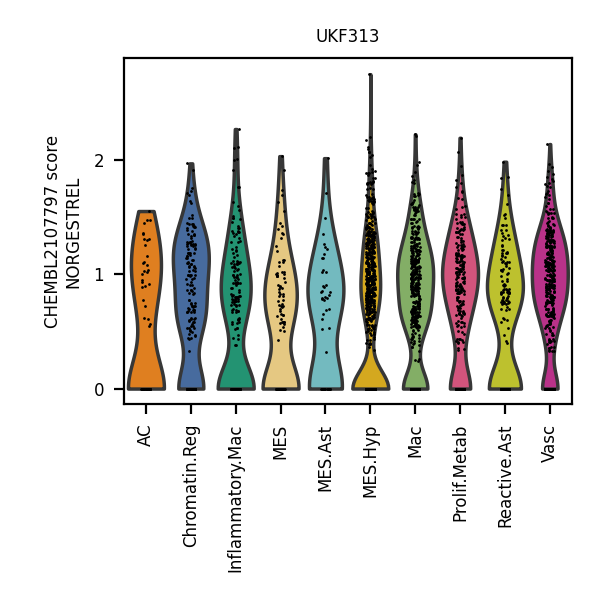 UKF313
CHEMBL2107797 score
NORGESTREL
2
1
0
AC
Chromatin.Reg
Inflammatory.Mac
MES
MES.Ast
MES.Hyp
Mac
Prolif.Metab
Reactive.Ast
Vasc